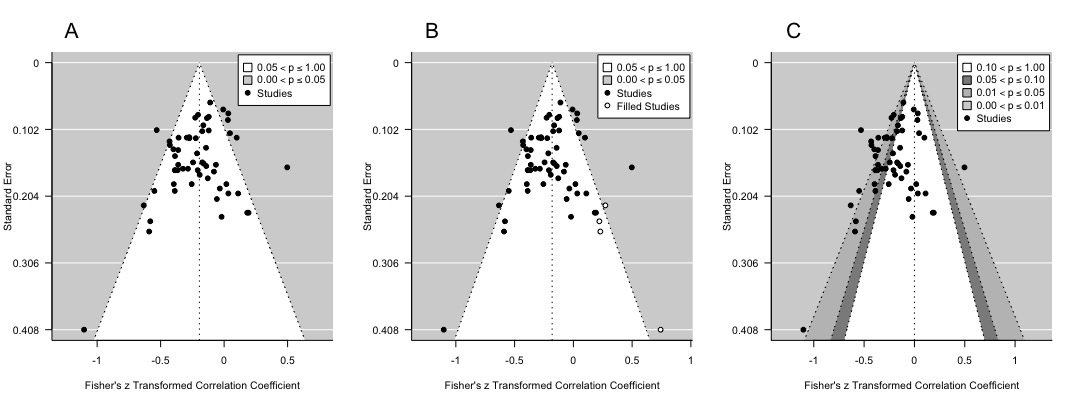 A
0.05 < p ≤ 1.00
0.00 < p ≤ 0.05
Studies
0
0.102
0.204
0.306
0.408
Standard Error
-1
-0.5
0
0.5
Fisher's z Transformed Correlation Coefficient
B
0.05 < p ≤ 1.00
0.00 < p ≤ 0.05
Studies
Filled Studies
0
0.102
0.204
0.306
0.408
Standard Error
-1
-0.5
0
0.5
1
Fisher's z Transformed Correlation Coefficient
C
0.10 < p ≤ 1.00
0.05 < p ≤ 0.10
0.01 < p ≤ 0.05
0.00 < p ≤ 0.01
Studies
0
0.102
0.204
0.306
0.408
Standard Error
-1
-0.5
0
0.5
1
Fisher's z Transformed Correlation Coefficient